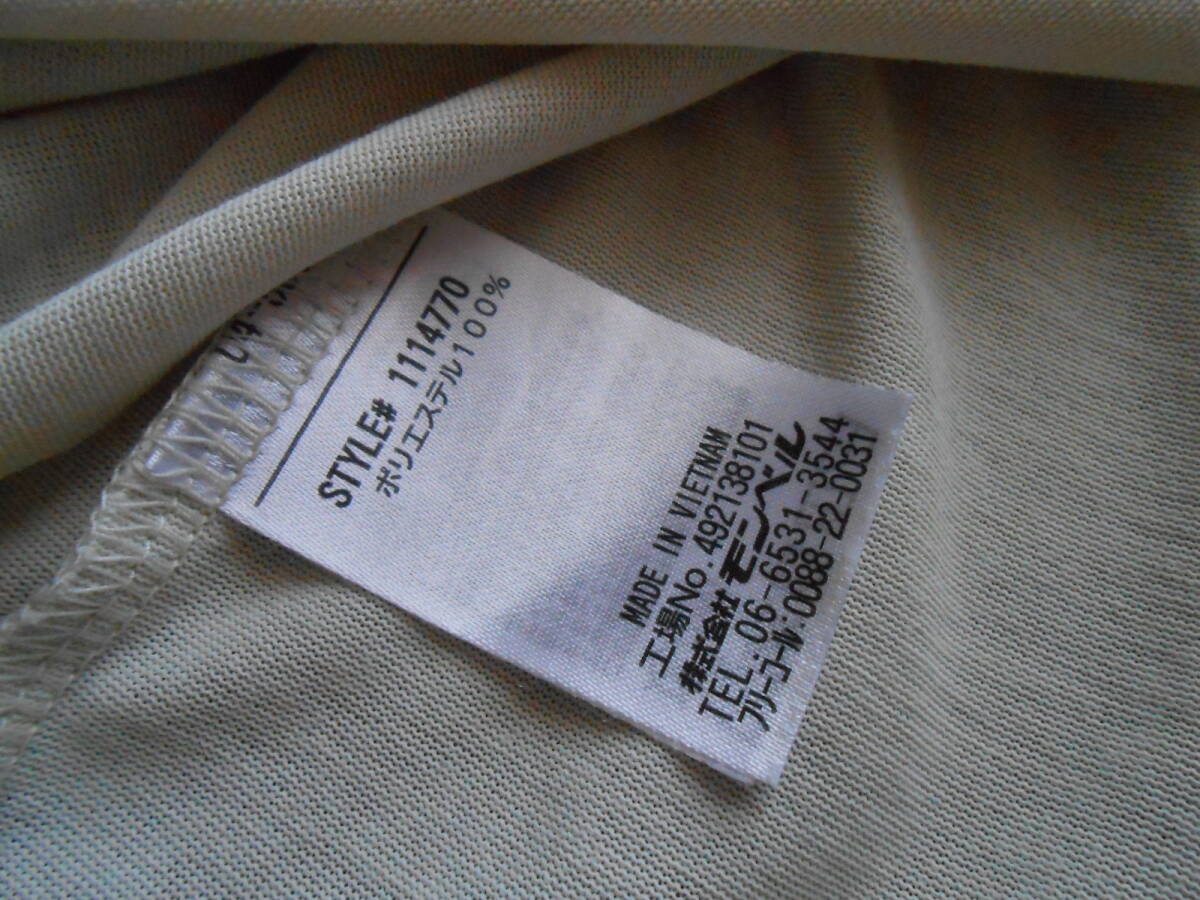 STYLE# 1114770
ポリエステル100%
MADE IN VIETNAM
工場No.492138101
株式会社モンベル
TEL:06-6531-3544
フリーコール:0088-22-0031